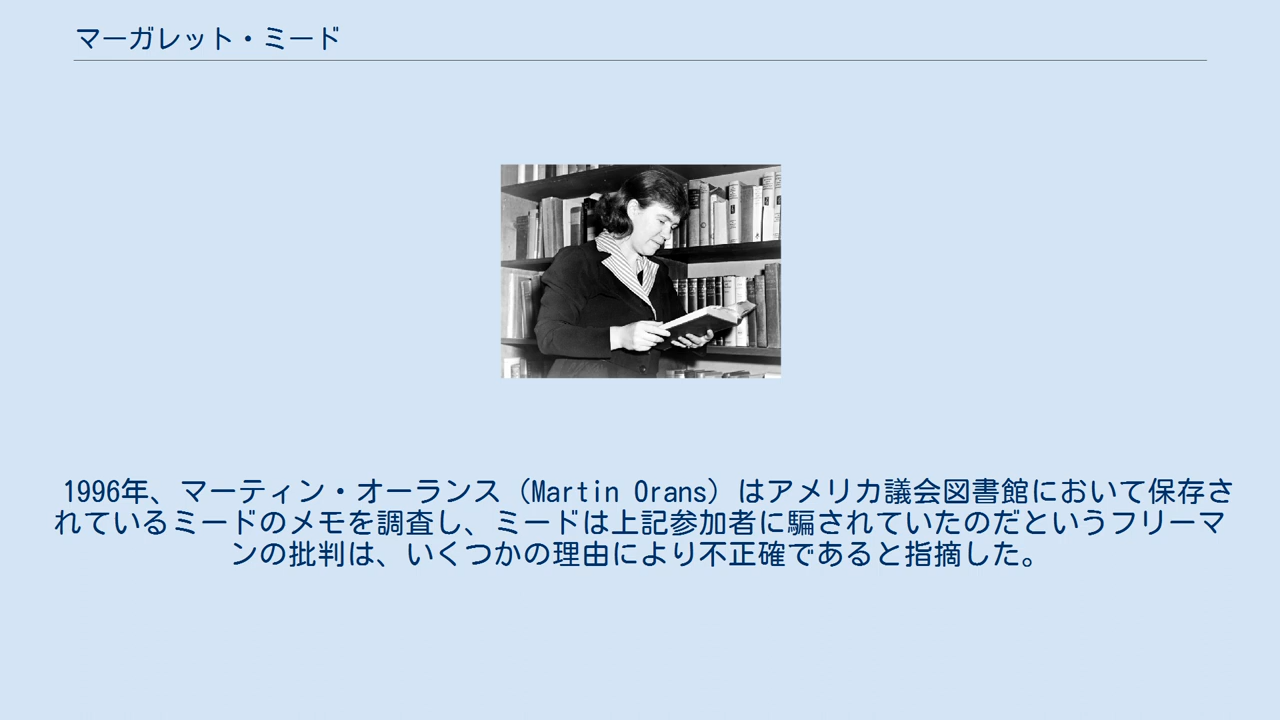 マーガレット・ミード
1996年、マーティン・オーランス（Martin Orans）はアメリカ議会図書館において保存さ
れているミードのメモを調査し、ミードは上記参加者に騙されていたのだというフリーマ
ンの批判は、いくつかの理由により不正確であると指摘した。